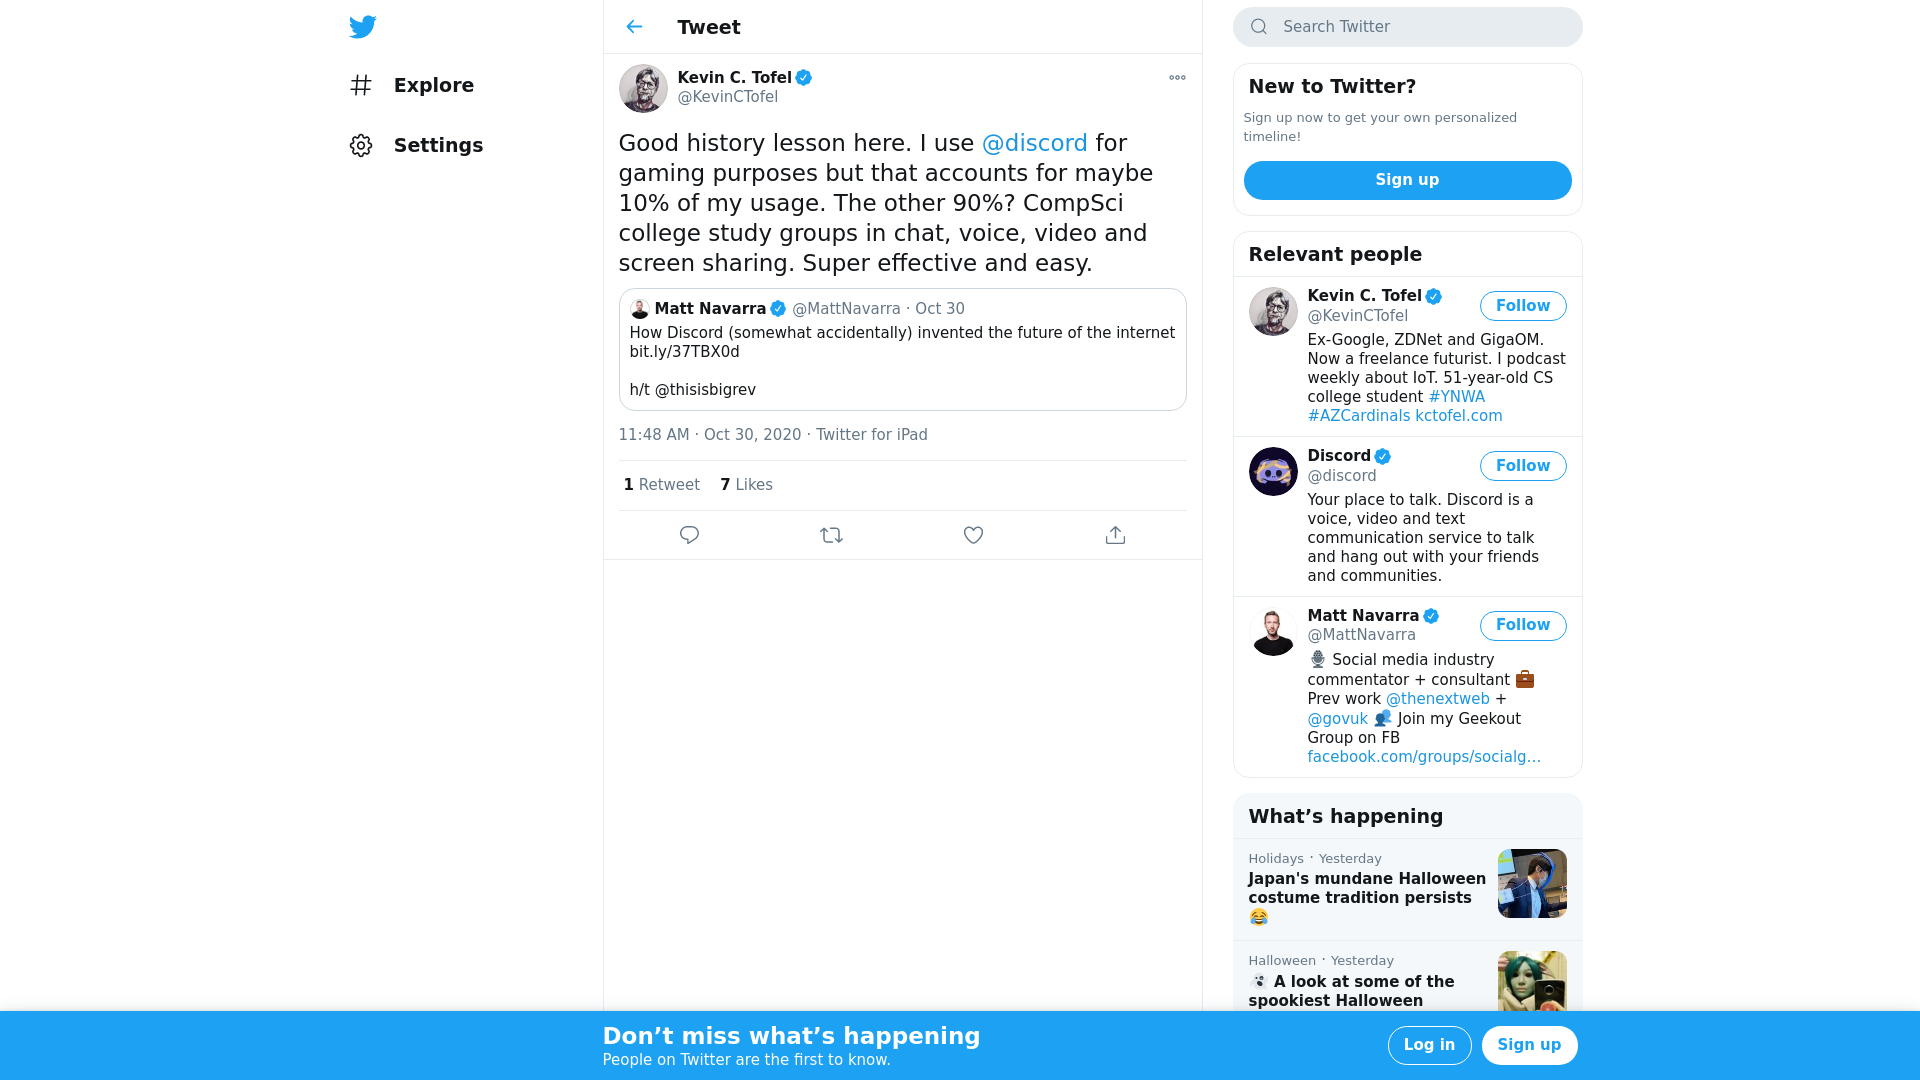 Explore
Settings
Tweet
Kevin C. Tofel
@KevinCTofel
Good history lesson here. I use @discord for
gaming purposes but that accounts for maybe
10% of my usage. The other 90%? CompSci
college study groups in chat, voice, video and
screen sharing. Super effective and easy.
Matt Navarra @MattNavarra · Oct 30
How Discord (somewhat accidentally) invented the future of the internet
bit.ly/37TBX0d
h/t @thisisbigrev
11:48 AM · Oct 30, 2020 · Twitter for iPad
1 Retweet 7 Likes
Search Twitter
New to Twitter?
Sign up now to get your own personalized
timeline!
Sign up
Relevant people
Kevin C. Tofel
@KevinCTofel
Follow
Ex-Google, ZDNet and GigaOM.
Now a freelance futurist. I podcast
weekly about IoT. 51-year-old CS
college student #YNWA
#AZCardinals kctofel.com
Discord
@discord
Follow
Your place to talk. Discord is a
voice, video and text
communication service to talk
and hang out with your friends
and communities.
Matt Navarra
@MattNavarra
Follow
🎙️ Social media industry
commentator + consultant 💼
Prev work @thenextweb +
@govuk 👥 Join my Geekout
Group on FB
facebook.com/groups/socialg…
What’s happening
Holidays · Yesterday
Japan's mundane Halloween
costume tradition persists
😂
Halloween · Yesterday
👻 A look at some of the
spookiest Halloween
Don’t miss what’s happening
People on Twitter are the first to know.
Log in
Sign up